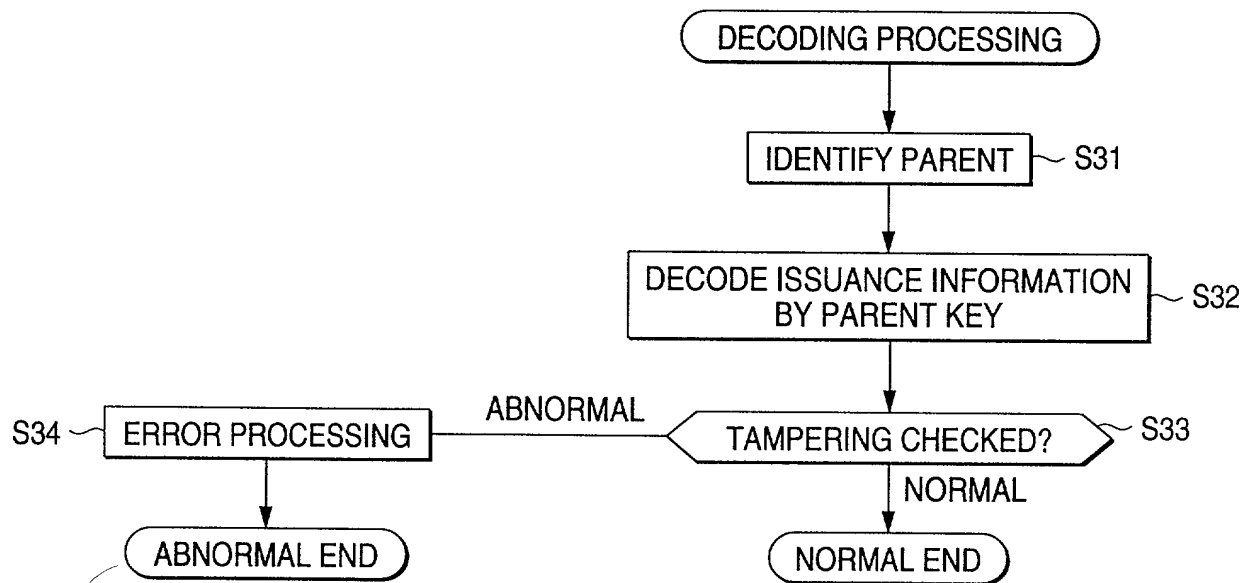 DECODING PROCESSING
IDENTIFY PARENT
S31
DECODE ISSUANCE INFORMATION
BY PARENT KEY
S32
TAMPERING CHECKED?
S33
ABNORMAL
S34
ERROR PROCESSING
NORMAL
ABNORMAL END
NORMAL END